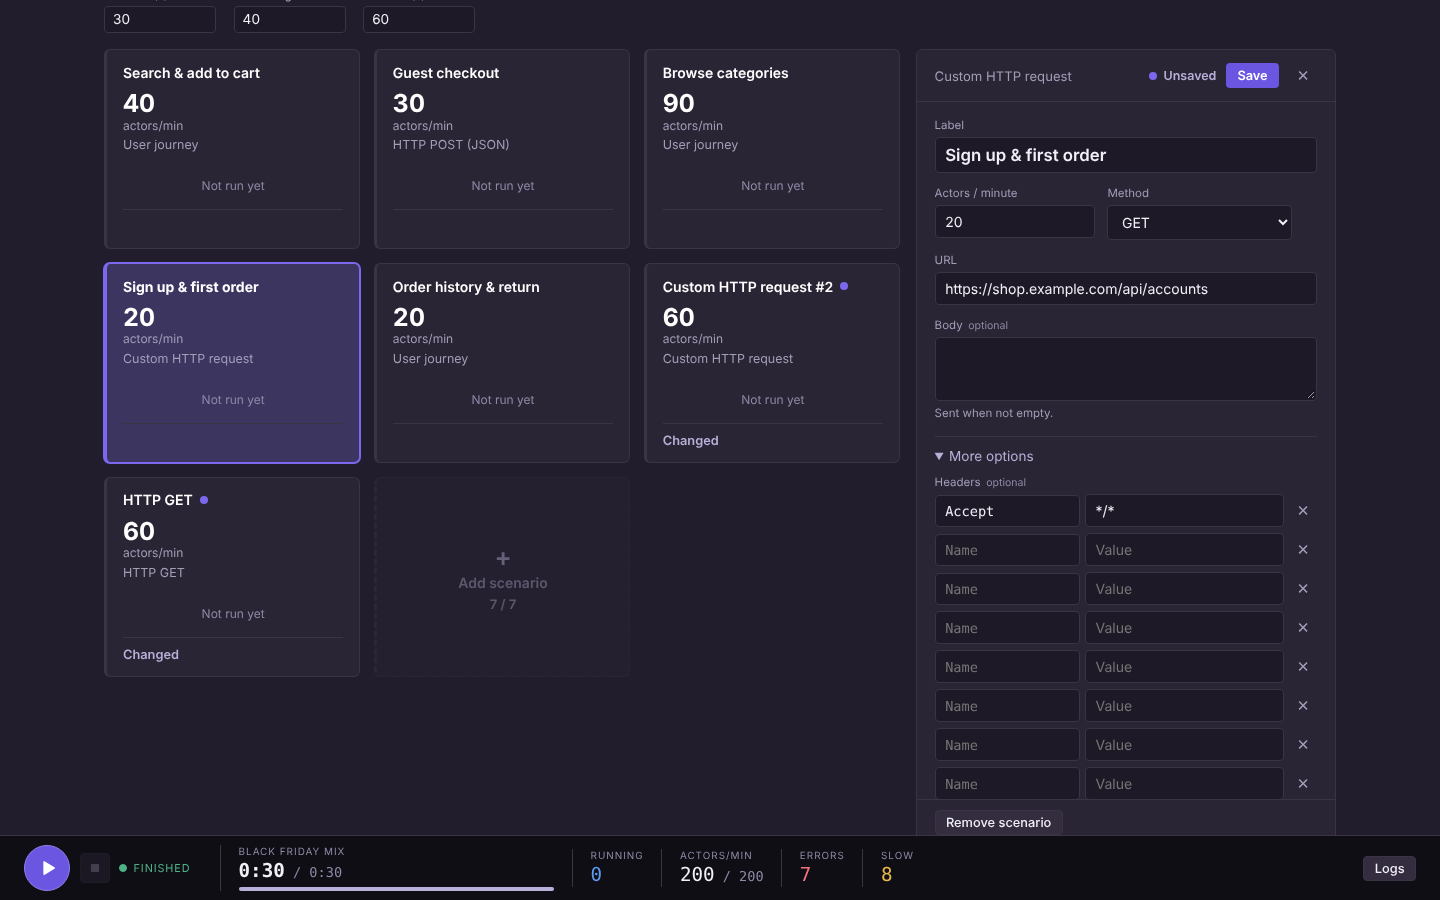 30
40
60
Search & add to cart
40
actors/min
User journey
Not run yet
Guest checkout
30
actors/min
HTTP POST (JSON)
Not run yet
Browse categories
90
actors/min
User journey
Not run yet
Sign up & first order
20
actors/min
Custom HTTP request
Not run yet
Order history & return
20
actors/min
User journey
Not run yet
Custom HTTP request #2
60
actors/min
Custom HTTP request
Not run yet
Changed
HTTP GET
60
actors/min
HTTP GET
Not run yet
Changed
+
Add scenario
7 / 7
Custom HTTP request
Unsaved
Save
×
Label
Sign up & first order
Actors / minute
Method
20
GET
URL
https://shop.example.com/api/accounts
Body optional
Sent when not empty.
▼ More options
Headers optional
Accept */* ×
Name Value ×
Name Value ×
Name Value ×
Name Value ×
Name Value ×
Name Value ×
Name Value ×
Remove scenario
FINISHED
BLACK FRIDAY MIX
0:30 / 0:30
RUNNING
0
ACTORS/MIN
200 / 200
ERRORS
7
SLOW
8
Logs